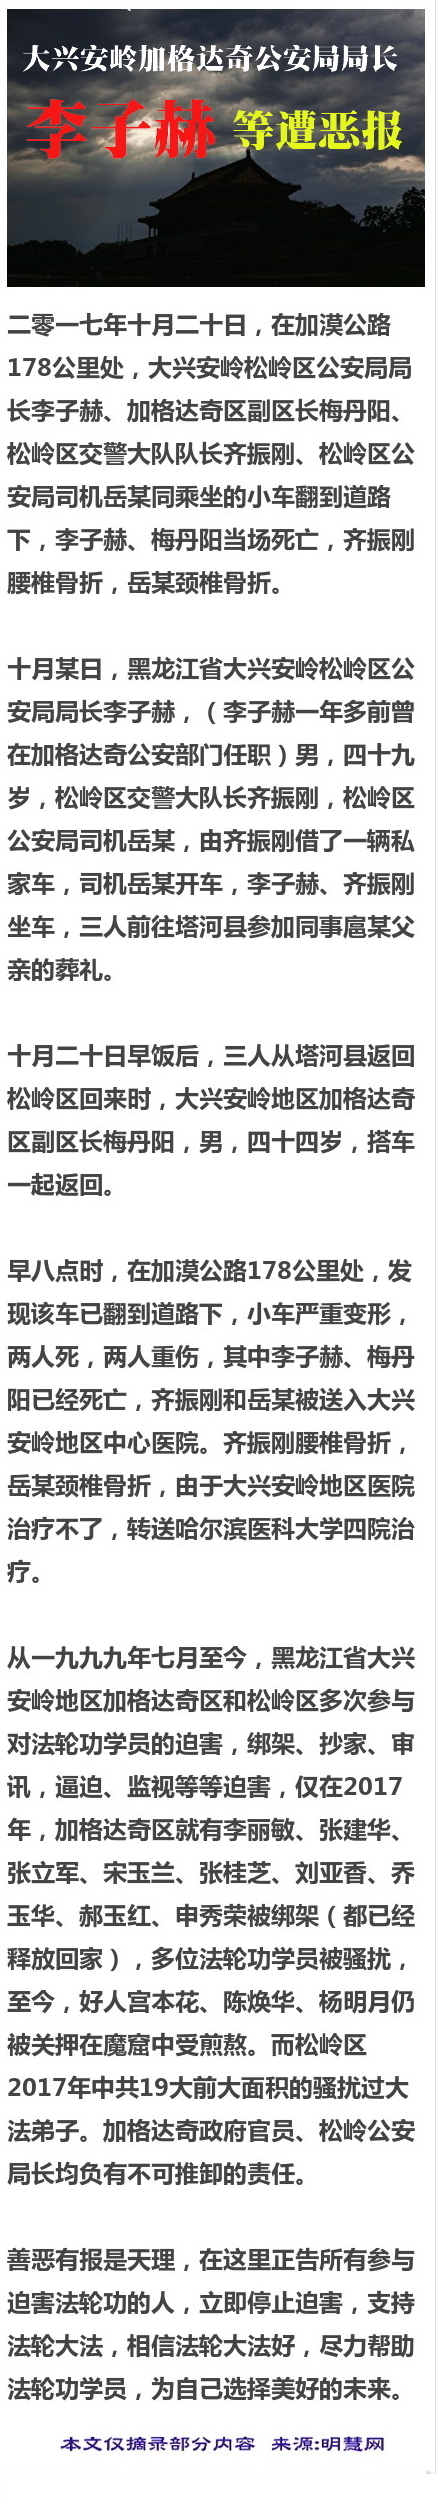 大兴安岭加格达奇公安局局长
李子赫 等遭恶报
二零一七年十月二十日，在加漠公路
178公里处，大兴安岭松岭区公安局局
长李子赫、加格达奇区副区长梅丹阳、
松岭区交警大队队长齐振刚、松岭区公
安局司机岳某同乘坐的小车翻到道路
下，李子赫、梅丹阳当场死亡，齐振刚
腰椎骨折，岳某颈椎骨折。
十月某日，黑龙江省大兴安岭松岭区公
安局局长李子赫，（李子赫一年多前曾
在加格达奇公安部门任职）男，四十九
岁，松岭区交警大队长齐振刚，松岭区
公安局司机岳某，由齐振刚借了一辆私
家车，司机岳某开车，李子赫、齐振刚
坐车，三人前往塔河县参加同事扈某父
亲的葬礼。
十月二十日早饭后，三人从塔河县返回
松岭区回来时，大兴安岭地区加格达奇
区副区长梅丹阳，男，四十四岁，搭车
一起返回。
早八点时，在加漠公路178公里处，发
现该车已翻到道路下，小车严重变形，
两人死，两人重伤，其中李子赫、梅丹
阳已经死亡，齐振刚和岳某被送入大兴
安岭地区中心医院。齐振刚腰椎骨折，
岳某颈椎骨折，由于大兴安岭地区医院
治疗不了，转送哈尔滨医科大学四院治
疗。
从一九九九年七月至今，黑龙江省大兴
安岭地区加格达奇区和松岭区多次参与
对法轮功学员的迫害，绑架、抄家、审
讯，逼迫、监视等等迫害，仅在2017
年，加格达奇区就有李丽敏、张建华、
张立军、宋玉兰、张桂芝、刘亚香、乔
玉华、郝玉红、申秀荣被绑架（都已经
释放回家），多位法轮功学员被骚扰，
至今，好人宫本花、陈焕华、杨明月仍
被关押在魔窟中受煎熬。而松岭区
2017年中共19大前大面积的骚扰过大
法弟子。加格达奇政府官员、松岭公安
局长均负有不可推卸的责任。
善恶有报是天理，在这里正告所有参与
迫害法轮功的人，立即停止迫害，支持
法轮大法，相信法轮大法好，尽力帮助
法轮功学员，为自己选择美好的未来。
本文仅摘录部分内容 来源:明慧网